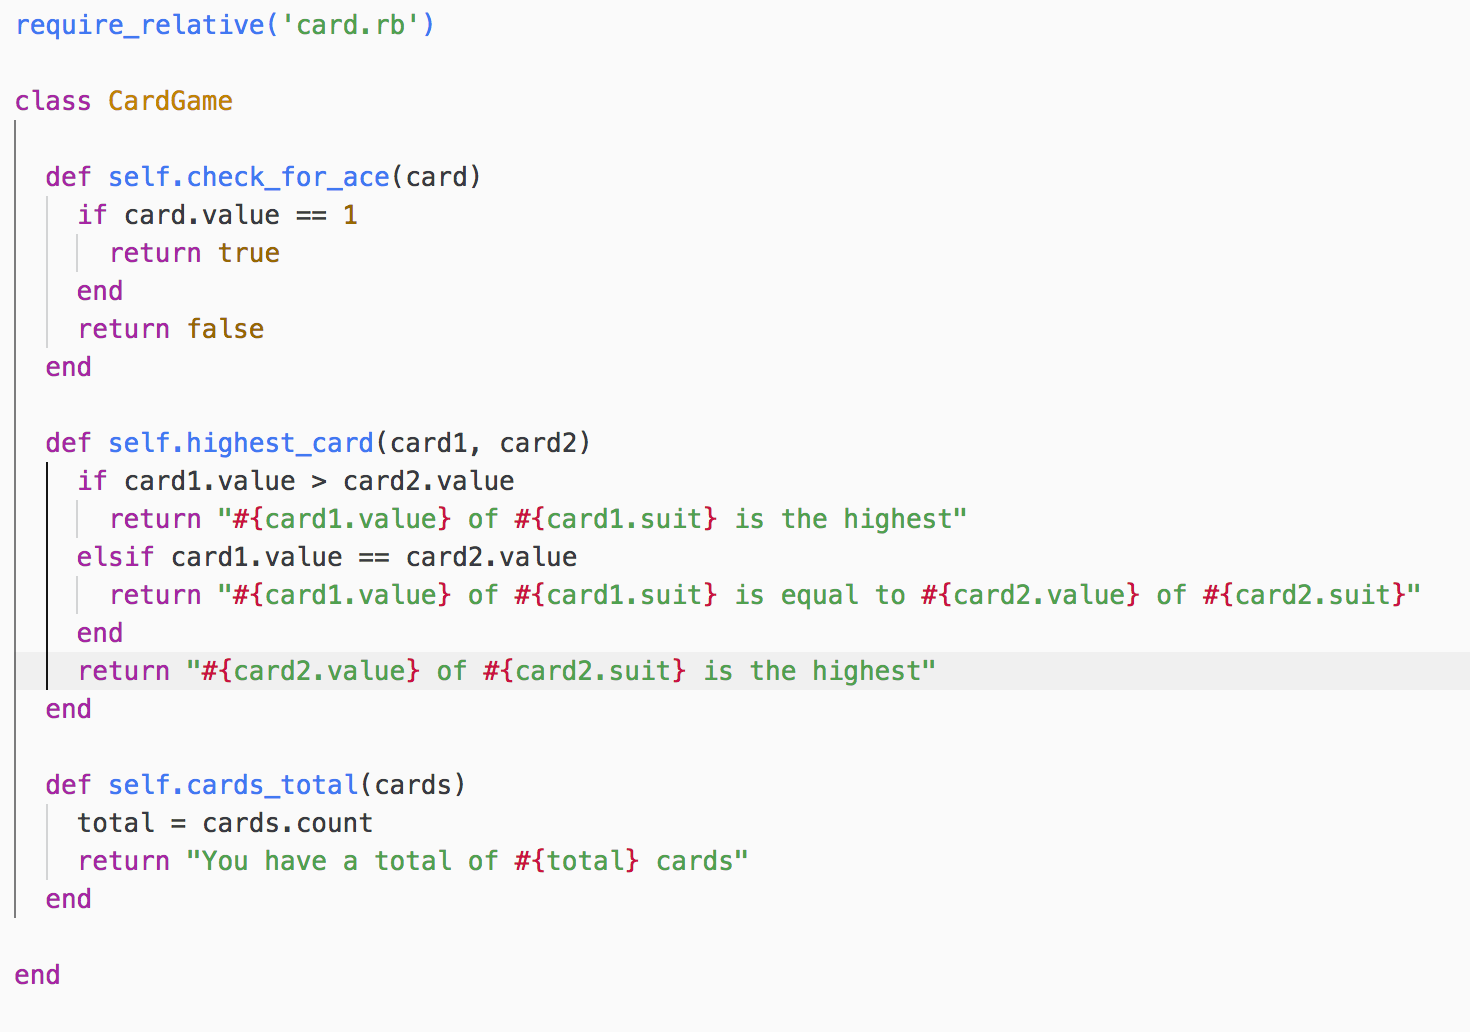 require_relative('card.rb')
class CardGame
def self.check_for_ace(card)
if card.value == 1
return true
end
return false
end
def self.highest_card(card1, card2)
if card1.value > card2.value
return "#{card1.value} of #{card1.suit} is the highest"
elsif card1.value == card2.value
return "#{card1.value} of #{card1.suit} is equal to #{card2.value} of #{card2.suit}"
end
return "#{card2.value} of #{card2.suit} is the highest"
end
def self.cards_total(cards)
total = cards.count
return "You have a total of #{total} cards"
end
end